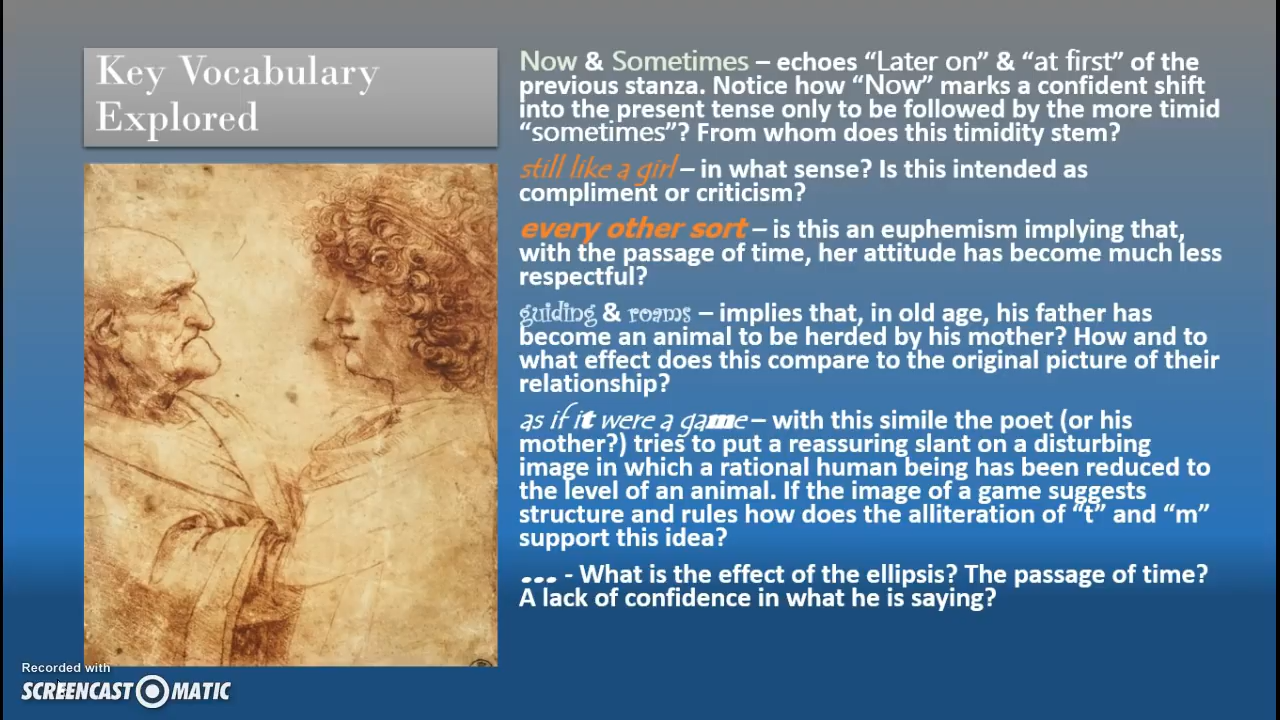 Key Vocabulary
Explored
Now & Sometimes – echoes “Later on” & “at first” of the
previous stanza. Notice how “Now” marks a confident shift
into the present tense only to be followed by the more timid
“sometimes”? From whom does this timidity stem?
still like a girl – in what sense? Is this intended as
compliment or criticism?
every other sort – is this an euphemism implying that,
with the passage of time, her attitude has become much less
respectful?
guiding & roams – implies that, in old age, his father has
become an animal to be herded by his mother? How and to
what effect does this compare to the original picture of their
relationship?
as if it were a game – with this simile the poet (or his
mother?) tries to put a reassuring slant on a disturbing
image in which a rational human being has been reduced to
the level of an animal. If the image of a game suggests
structure and rules how does the alliteration of “t” and “m”
support this idea?
... - What is the effect of the ellipsis? The passage of time?
A lack of confidence in what he is saying?
Recorded with
SCREENCAST MATIC